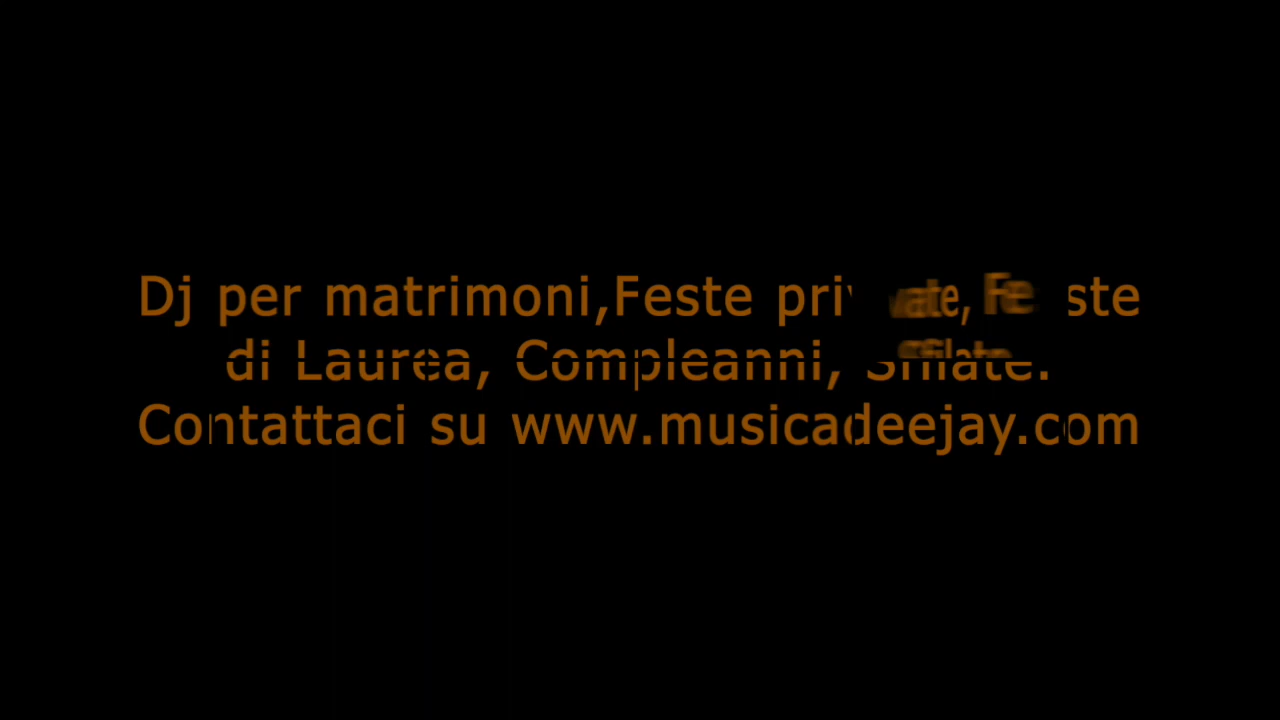 Dj per matrimoni,Feste private, Feste
di Laurea, Compleanni, Sfilate.
Contattaci su www.musicadeejay.com